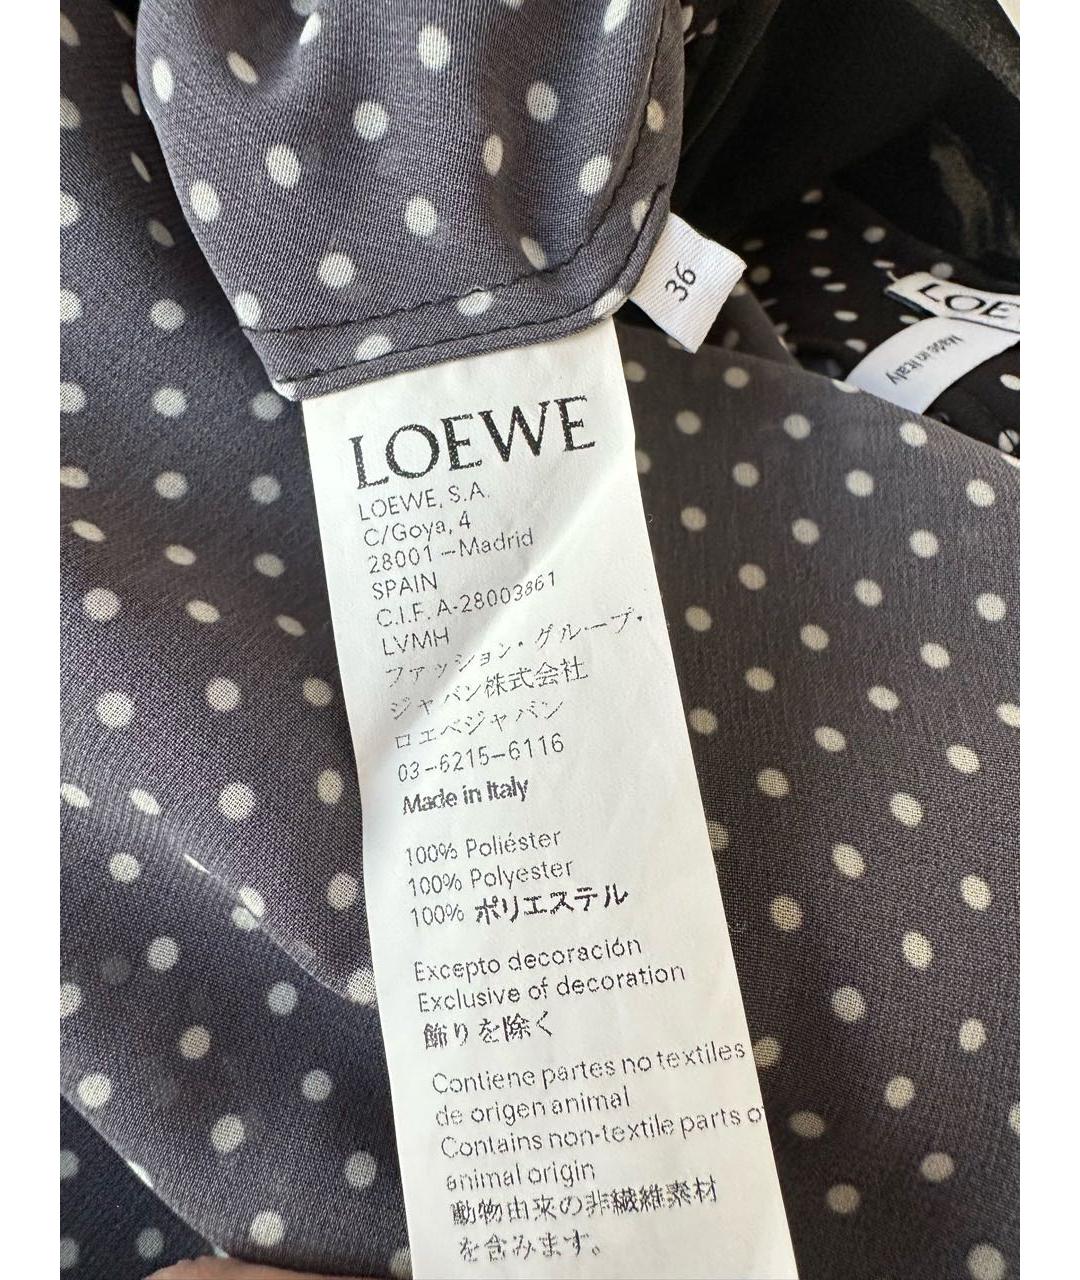 36
LOE
Made in Italy
LOEWE
LOEWE, S.A.
C/Goya, 4
28001 -Madrid
SPAIN
C.I.F. A-28003861
LVMH
ファッション・グループ・
ジャパン株式会社
ロエベジャパン
03-6215-6116
Made in Italy
100% Poliéster
100% Polyester
100% ポリエステル
Excepto decoración
Exclusive of decoration
飾りを除く
Contiene partes no textiles
de origen animal
Contains non-textile parts of
animal origin
動物由来の非繊維素材
を含みます。